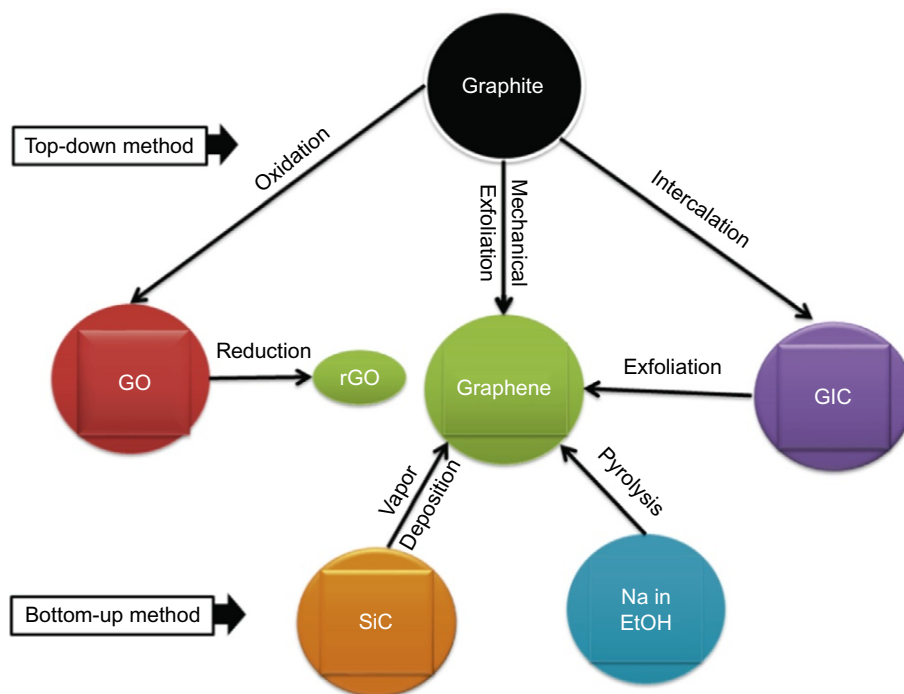 Graphite
Top-down method
Oxidation
Mechanical
Exfoliation
Intercalation
GO
Reduction
rGO
Graphene
Exfoliation
GIC
Vapor
Deposition
Pyrolysis
Bottom-up method
SiC
Na in
EtOH